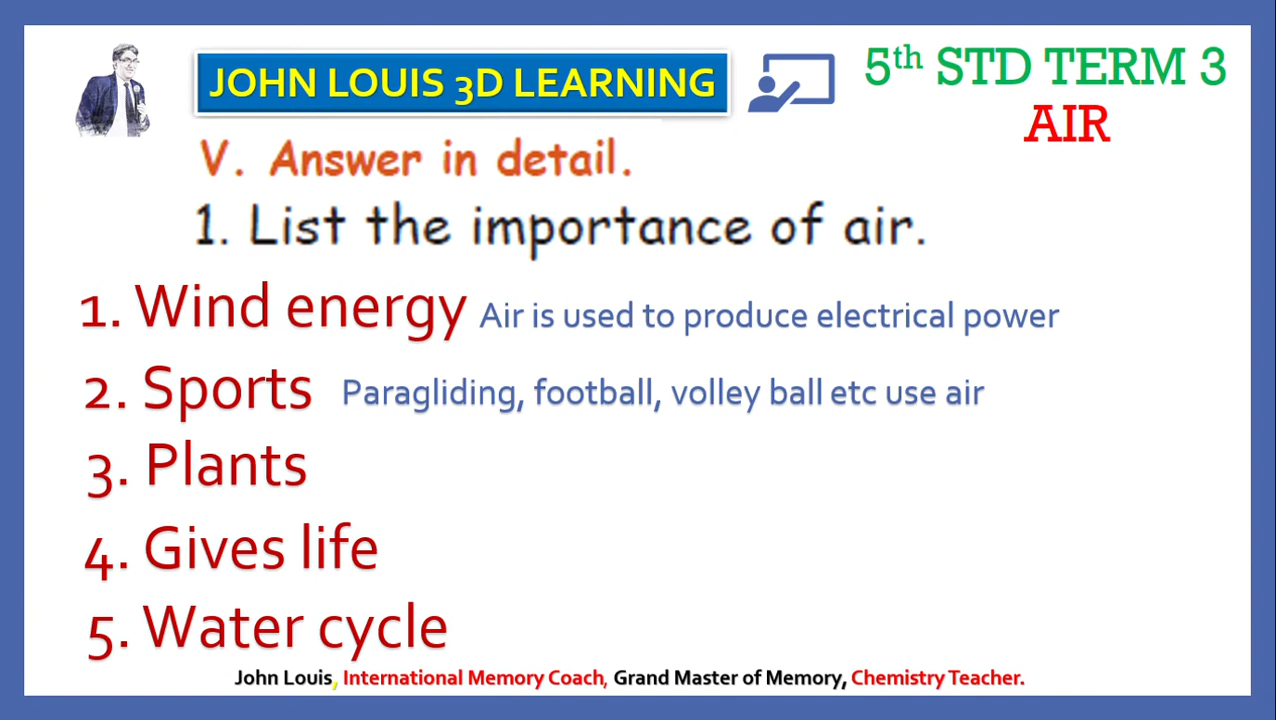 JOHN LOUIS 3D LEARNING
5th STD TERM 3
AIR
V. Answer in detail.
1. List the importance of air.
1. Wind energy Air is used to produce electrical power
2. Sports Paragliding, football, volley ball etc use air
3. Plants
4. Gives life
5. Water cycle
John Louis, International Memory Coach, Grand Master of Memory, Chemistry Teacher.